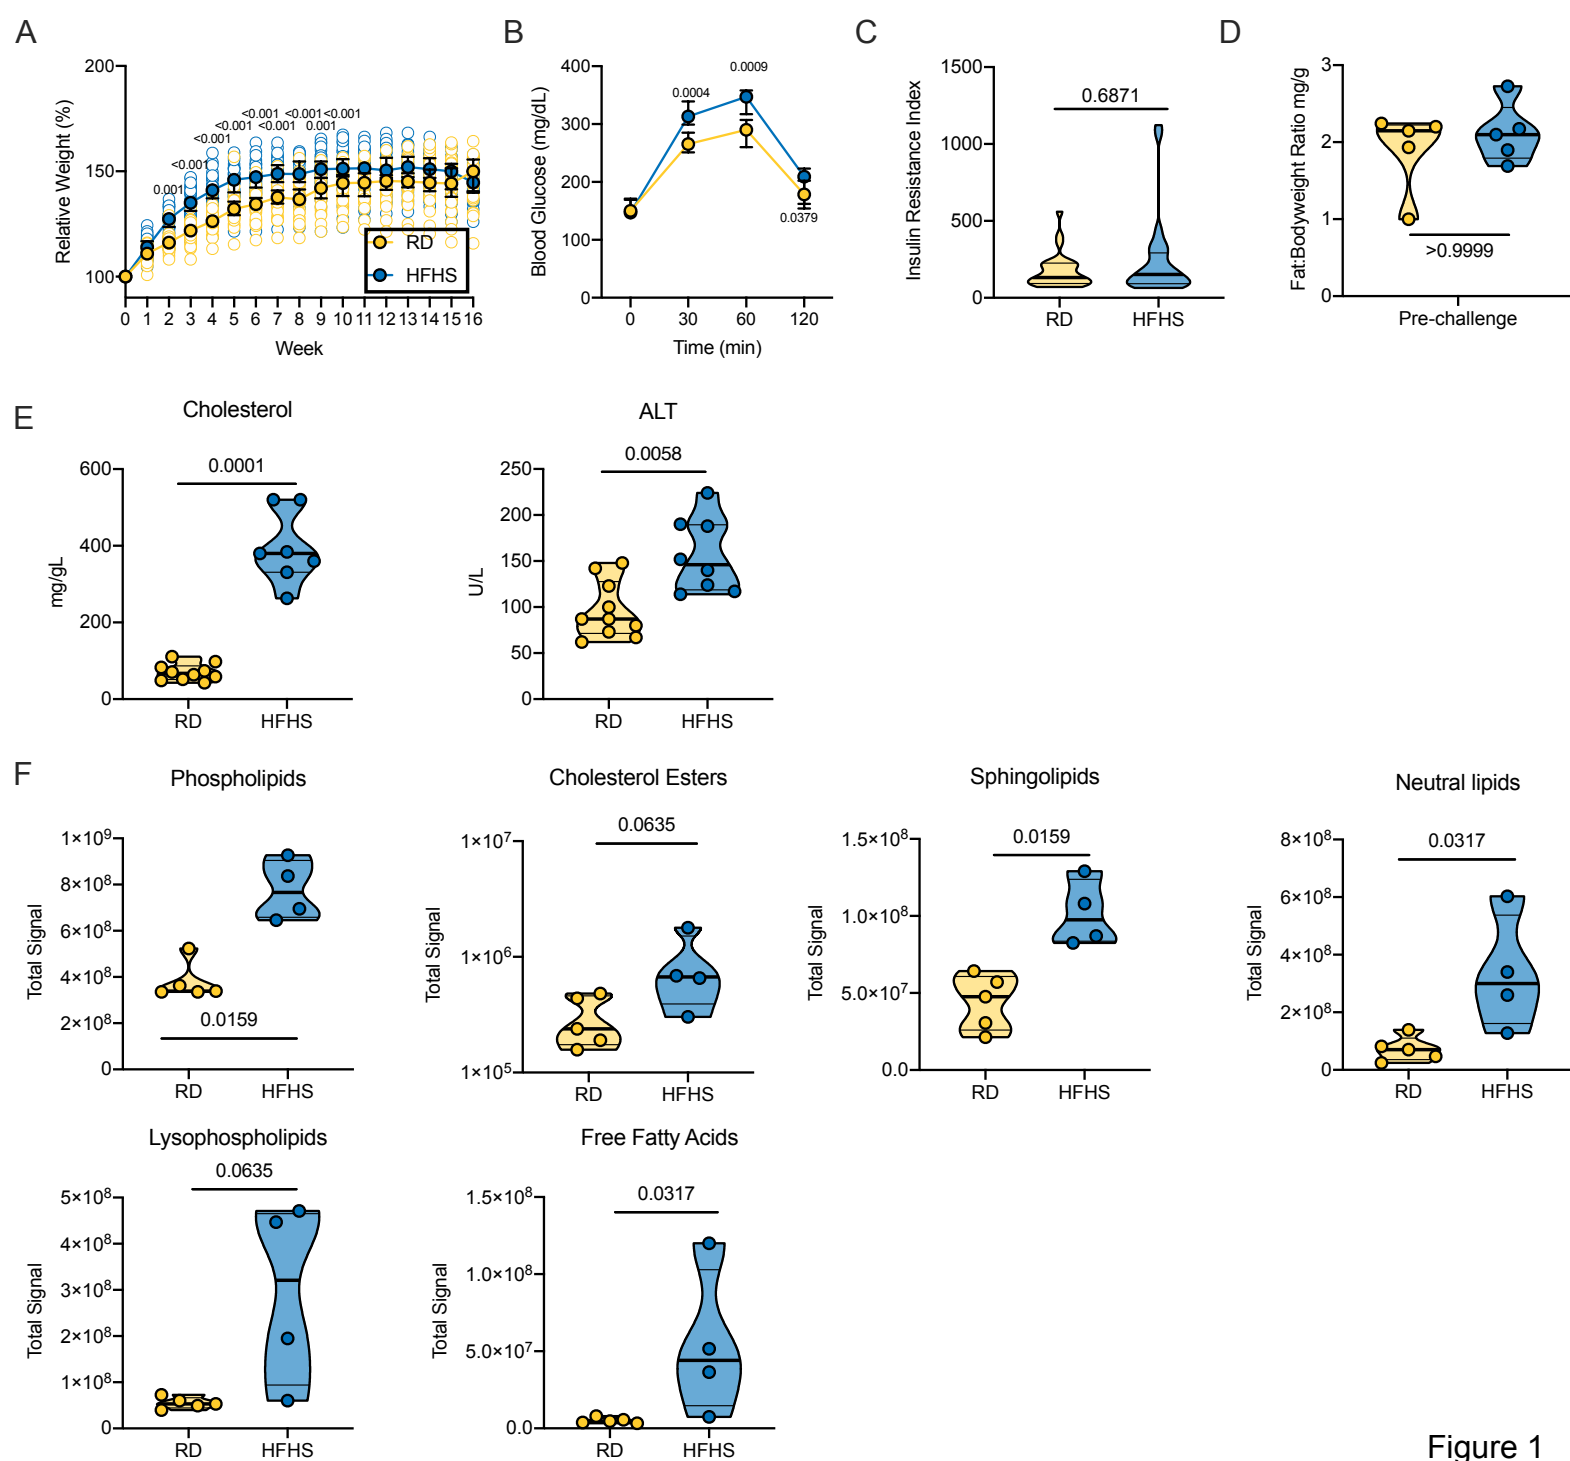 A
200
150
100
Relative Weight (%)
0.001
<0.001
<0.001
<0.001
<0.001
<0.001
<0.001
0.001
<0.001
RD
HFHS
0 1 2 3 4 5 6 7 8 9 10 11 12 13 14 15 16
Week
B
400
300
200
100
0
Blood Glucose (mg/dL)
0.0004
0.0009
0.0379
0 30 60 120
Time (min)
C
1500
1000
500
0
Insulin Resistance Index
0.6871
RD HFHS
D
3
2
1
0
Fat:Bodyweight Ratio mg/g
>0.9999
Pre-challenge
E
Cholesterol
600
400
200
0
mg/gL
0.0001
RD HFHS
ALT
250
200
150
100
50
0
U/L
0.0058
RD HFHS
F
Phospholipids
1×10⁹
8×10⁸
6×10⁸
4×10⁸
2×10⁸
0
Total Signal
0.0159
RD HFHS
Cholesterol Esters
1×10⁷
1×10⁶
1×10⁵
Total Signal
0.0635
RD HFHS
Sphingolipids
1.5×10⁸
1.0×10⁸
5.0×10⁷
0.0
Total Signal
0.0159
RD HFHS
Neutral lipids
8×10⁸
6×10⁸
4×10⁸
2×10⁸
0
Total Signal
0.0317
RD HFHS
Lysophospholipids
5×10⁸
4×10⁸
3×10⁸
2×10⁸
1×10⁸
0
Total Signal
0.0635
RD HFHS
Free Fatty Acids
1.5×10⁸
1.0×10⁸
5.0×10⁷
0.0
Total Signal
0.0317
RD HFHS
Figure 1